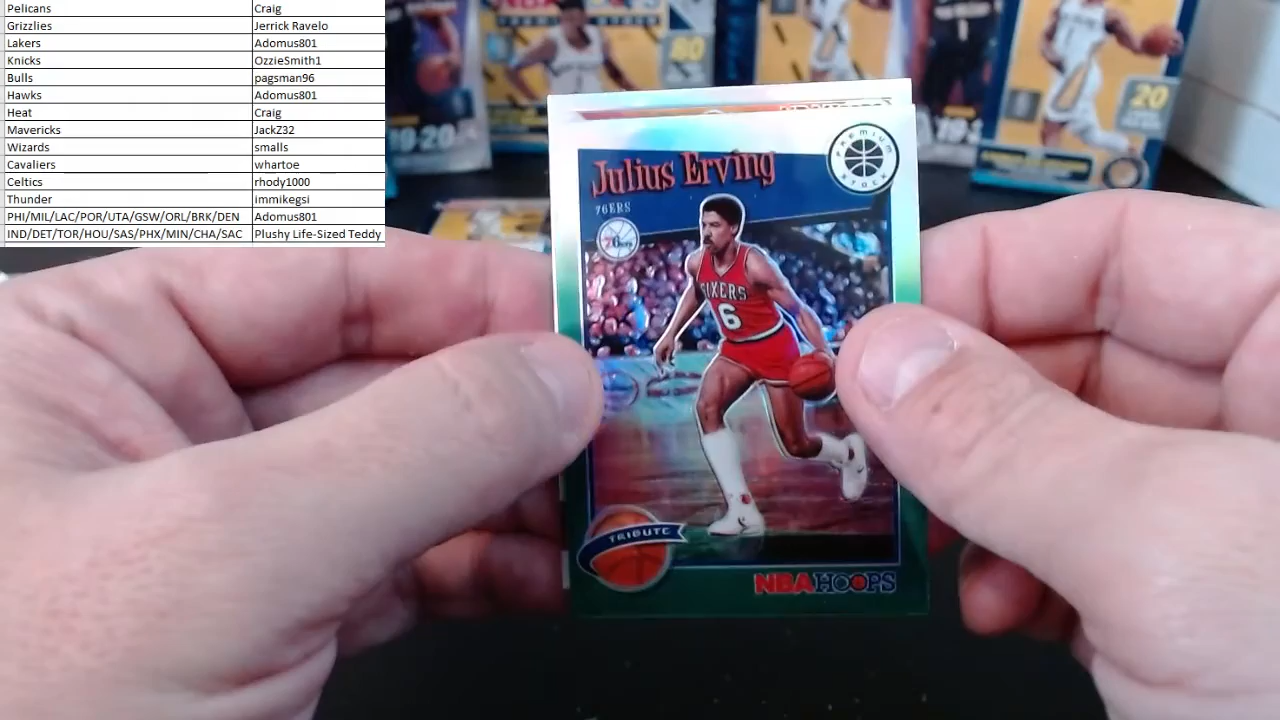 Pelicans Craig
Grizzlies Jerrick Ravelo
Lakers Adomus801
Knicks OzzieSmith1
Bulls pagsman96
Hawks Adomus801
Heat Craig
Mavericks JackZ32
Wizards smalls
Cavaliers whartoe
Celtics rhody1000
Thunder immikegsi
PHI/MIL/LAC/POR/UTA/GSW/ORL/BRK/DEN Adomus801
IND/DET/TOR/HOU/SAS/PHX/MIN/CHA/SAC Plushy Life-Sized Teddy
80
20
19-20
PREMIUM STOCK
Julius Erving
76ERS
76ers
SIXERS
6
TRIBUTE
NBA HOOPS